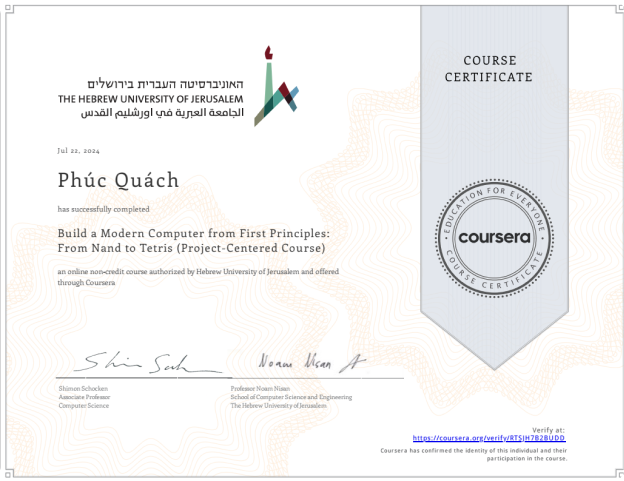 האוניברסיטה העברית בירושלים
THE HEBREW UNIVERSITY OF JERUSALEM
الجامعة العبرية في اورشليم القدس
COURSE
CERTIFICATE
Jul 22, 2024
Phúc Quách
has successfully completed
Build a Modern Computer from First Principles:
From Nand to Tetris (Project-Centered Course)
an online non-credit course authorized by Hebrew University of Jerusalem and offered
through Coursera
EDUCATION FOR EVERYONE
coursera
COURSE CERTIFICATE
Noam Nisan
Shimon Schocken
Associate Professor
Computer Science
Professor Noam Nisan
School of Computer Science and Engineering
The Hebrew University of Jerusalem
Verify at:
https://coursera.org/verify/RTSJH7B2BUDD
Coursera has confirmed the identity of this individual and their
participation in the course.